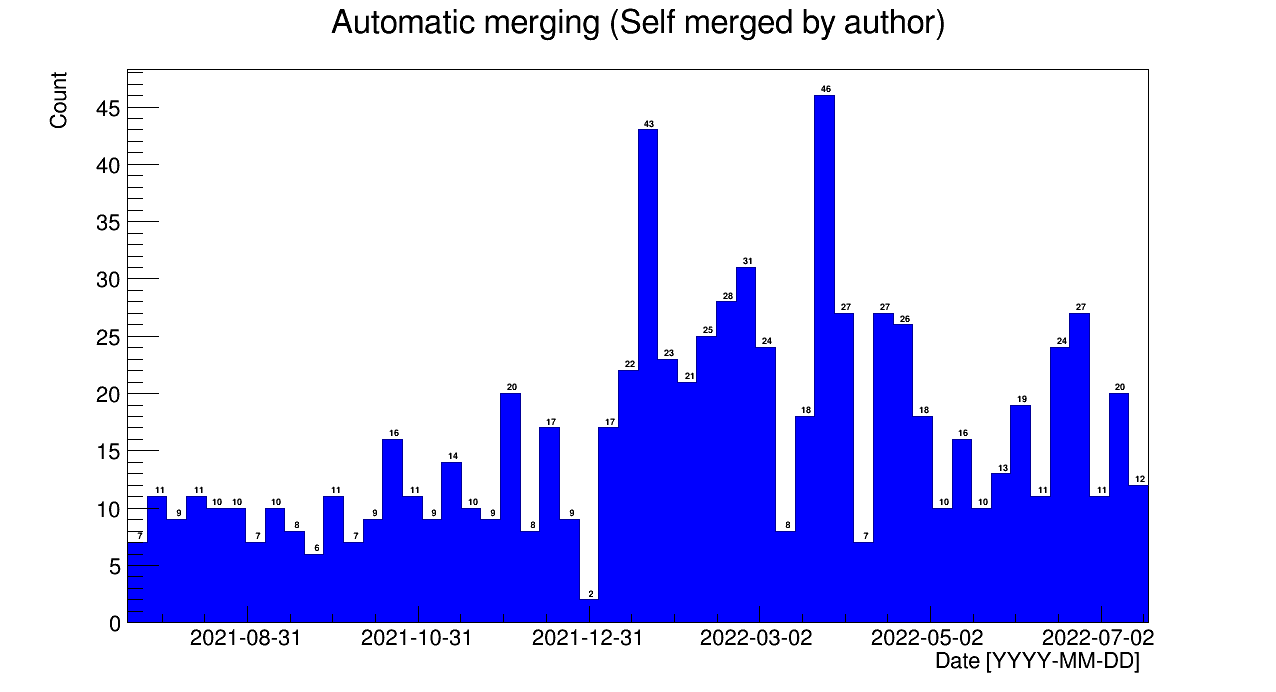 Automatic merging (Self merged by author)
Count
45
40
35
30
25
20
15
10
5
0
7 11 9 11 10 10 7 10 8 6 11 7 9 16 11 9 14 10 9 20 8 17 9 2 17 22 43 23 21 25 28 31 24 8 18 46 27 7 27 26 18 10 16 10 13 19 11 24 27 11 20 12
2021-08-31 2021-10-31 2021-12-31 2022-03-02 2022-05-02 2022-07-02
Date [YYYY-MM-DD]